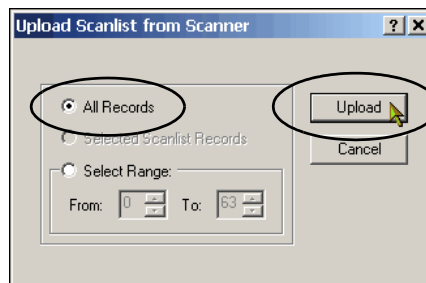 Upload Scanlist from Scanner
All Records
Upload
Selected Scanlist Records
Cancel
Select Range:
From: 0 To: 63